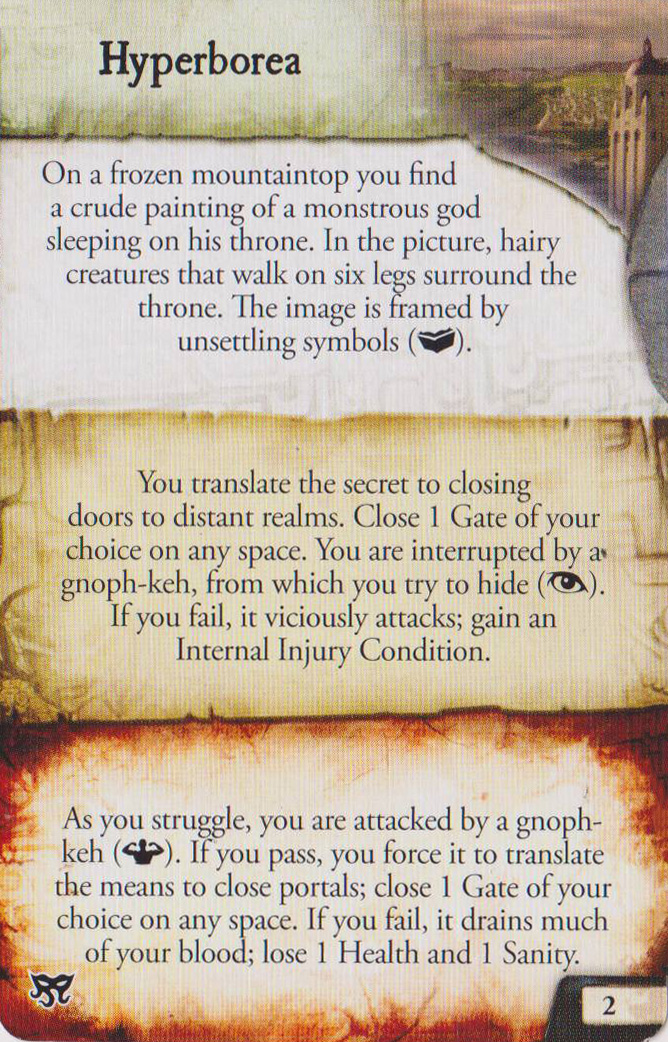 Hyperborea
On a frozen mountaintop you find
a crude painting of a monstrous god
sleeping on his throne. In the picture, hairy
creatures that walk on six legs surround the
throne. The image is framed by
unsettling symbols ( ).
You translate the secret to closing
doors to distant realms. Close 1 Gate of your
choice on any space. You are interrupted by a
gnoph-keh, from which you try to hide ( ).
If you fail, it viciously attacks; gain an
Internal Injury Condition.
As you struggle, you are attacked by a gnoph-
keh ( ). If you pass, you force it to translate
the means to close portals; close 1 Gate of your
choice on any space. If you fail, it drains much
of your blood; lose 1 Health and 1 Sanity.
2